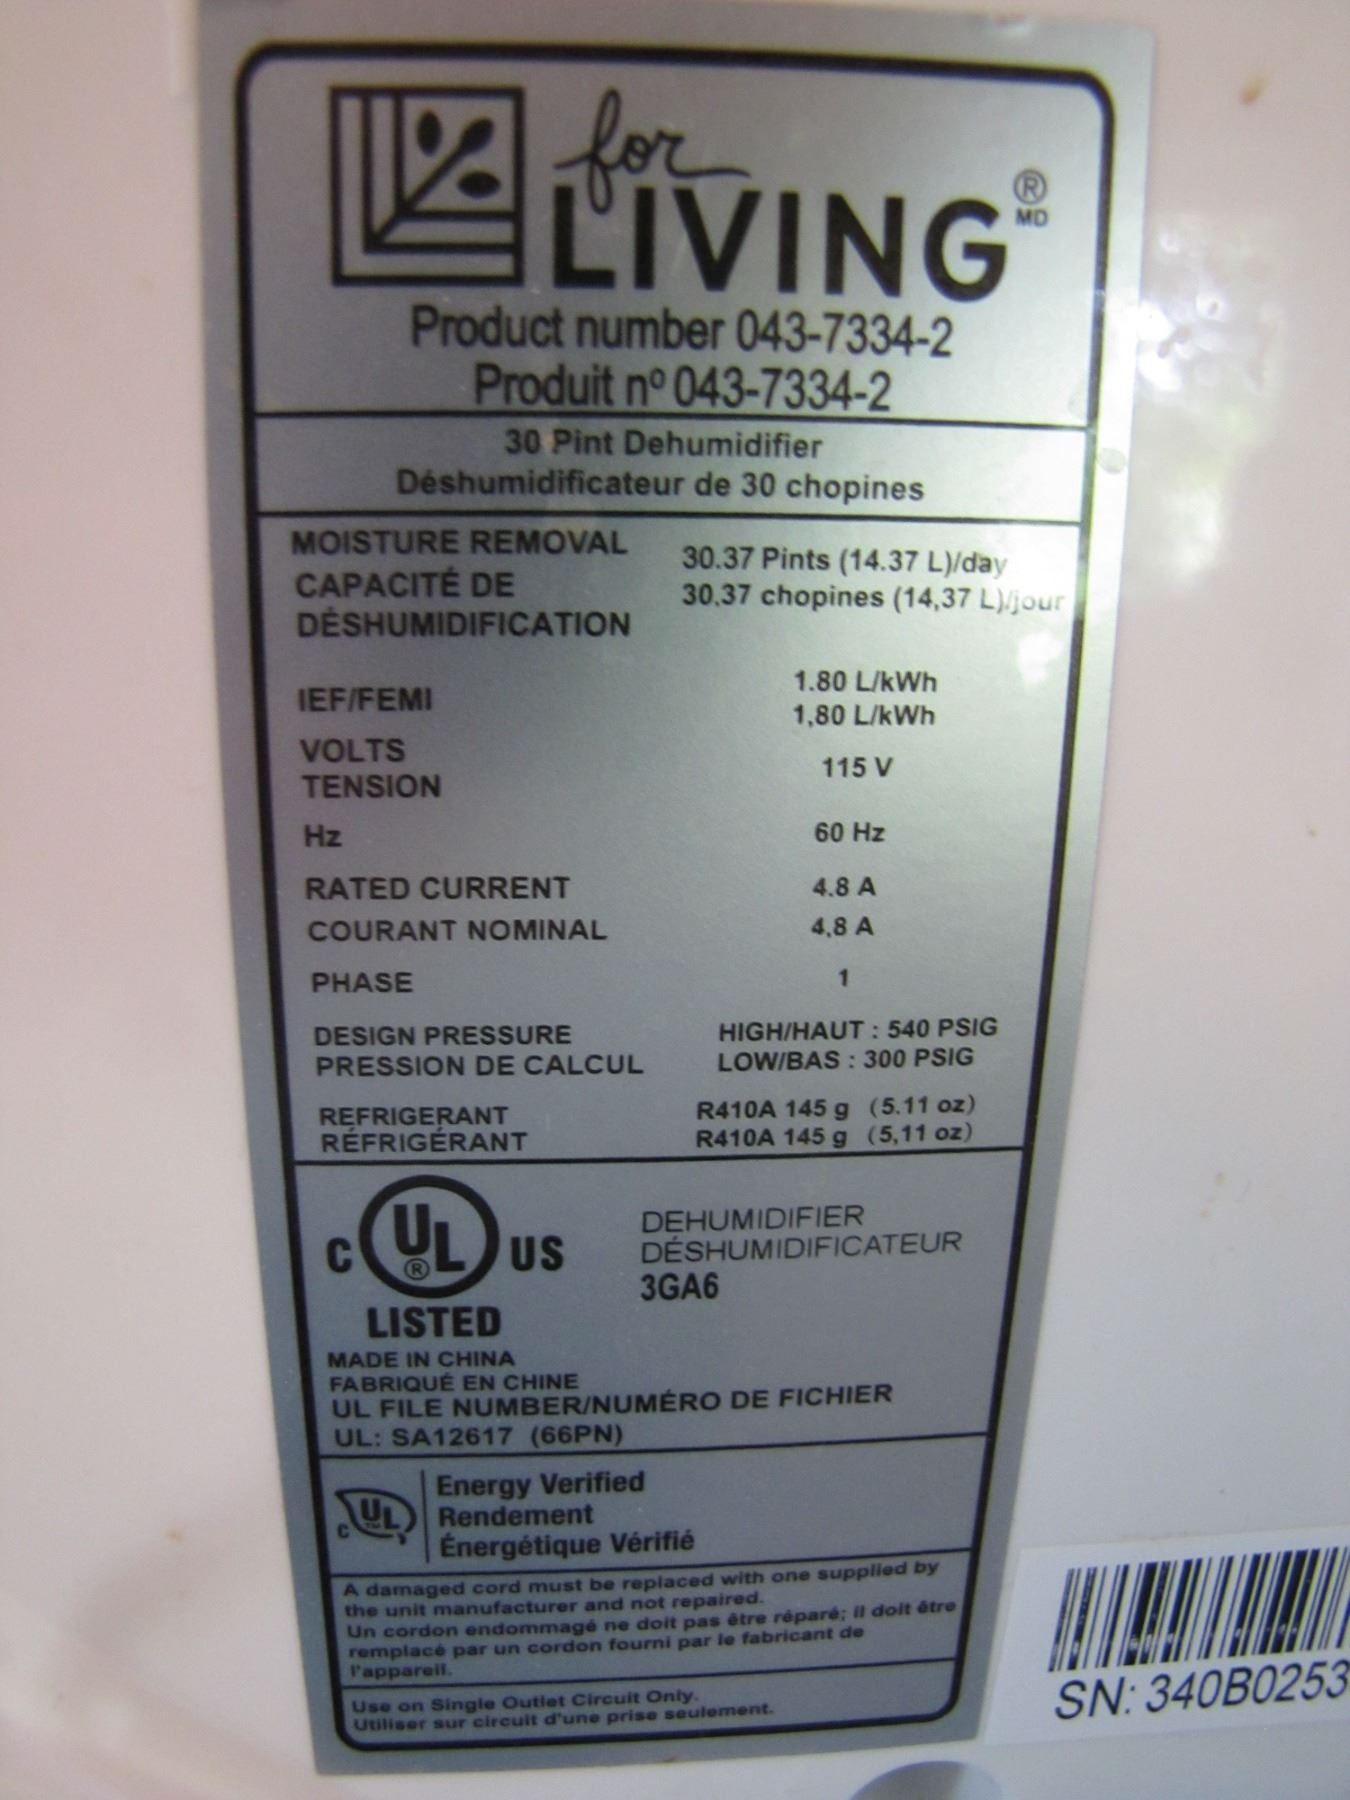 for
LIVING®
MD
Product number 043-7334-2
Produit nº 043-7334-2
30 Pint Dehumidifier
Déshumidificateur de 30 chopines
MOISTURE REMOVAL 30.37 Pints (14.37 L)/day
CAPACITÉ DE 30,37 chopines (14,37 L)/jour
DÉSHUMIDIFICATION
IEF/FEMI 1.80 L/kWh
1,80 L/kWh
VOLTS
TENSION 115 V
Hz 60 Hz
RATED CURRENT 4.8 A
COURANT NOMINAL 4,8 A
PHASE 1
DESIGN PRESSURE HIGH/HAUT : 540 PSIG
PRESSION DE CALCUL LOW/BAS : 300 PSIG
REFRIGERANT R410A 145 g (5.11 oz)
RÉFRIGÉRANT R410A 145 g (5,11 oz)
C UL® US
LISTED
DEHUMIDIFIER
DÉSHUMIDIFICATEUR
3GA6
MADE IN CHINA
FABRIQUÉ EN CHINE
UL FILE NUMBER/NUMÉRO DE FICHIER
UL: SA12617 (66PN)
C UL™
Energy Verified
Rendement
Énergétique Vérifié
A damaged cord must be replaced with one supplied by
the unit manufacturer and not repaired.
Un cordon endommagé ne doit pas être réparé; il doit être
remplacé par un cordon fourni par le fabricant de
l'appareil.
Use on Single Outlet Circuit Only.
Utiliser sur circuit d'une prise seulement.
SN: 340B0253